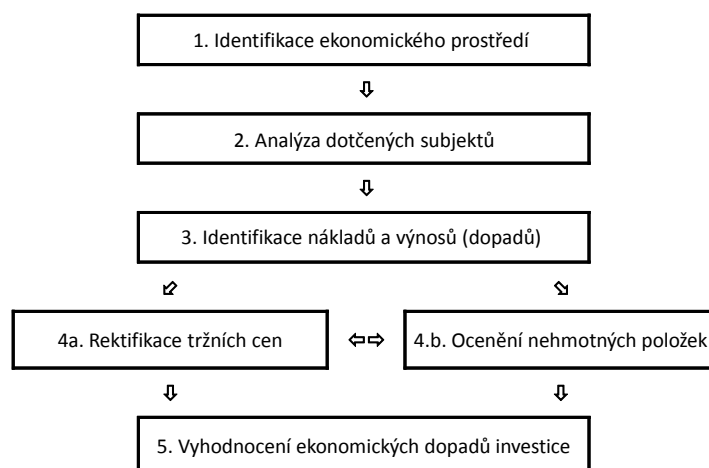 1. Identifikace ekonomického prostředí
2. Analýza dotčených subjektů
3. Identifikace nákladů a výnosů (dopadů)
4a. Rektifikace tržních cen
4.b. Ocenění nehmotných položek
5. Vyhodnocení ekonomických dopadů investice